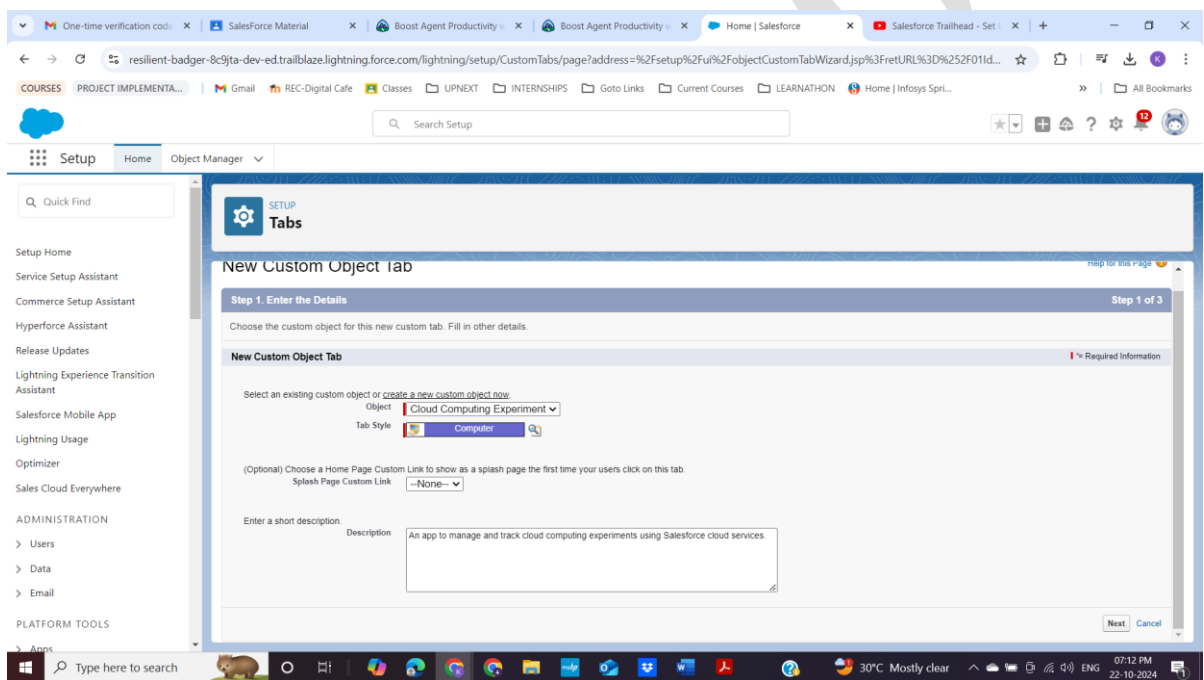 One-time verification code
SalesForce Material
Boost Agent Productivity
Boost Agent Productivity
Home | Salesforce
Salesforce Trailhead - Set
resilient-badger-8c9jta-dev-ed.trailblaze.lightning.force.com/lightning/setup/CustomTabs/page?address=%2Fsetup%2Fui%2FobjectCustomTabWizard.jsp%3FretURL%3D%252F01Id...
K
COURSES PROJECT IMPLEMENTA... Gmail REC-Digital Cafe Classes UPNEXT INTERNSHIPS Goto Links Current Courses LEARNATHON Home | Infosys Spri... » All Bookmarks
Search Setup
12
Setup Home Object Manager
Quick Find
SETUP
Tabs
Setup Home
Service Setup Assistant
Commerce Setup Assistant
Hyperforce Assistant
Release Updates
Lightning Experience Transition
Assistant
Salesforce Mobile App
Lightning Usage
Optimizer
Sales Cloud Everywhere
ADMINISTRATION
Users
Data
Email
PLATFORM TOOLS
Apps
New Custom Object Tab
Help for this Page
Step 1. Enter the Details Step 1 of 3
Choose the custom object for this new custom tab. Fill in other details.
New Custom Object Tab = Required Information
Select an existing custom object or create a new custom object now.
Object Cloud Computing Experiment
Tab Style Computer
(Optional) Choose a Home Page Custom Link to show as a splash page the first time your users click on this tab.
Splash Page Custom Link --None--
Enter a short description.
Description An app to manage and track cloud computing experiments using Salesforce cloud services.
Next Cancel
Type here to search
30°C Mostly clear ENG 07:12 PM
22-10-2024